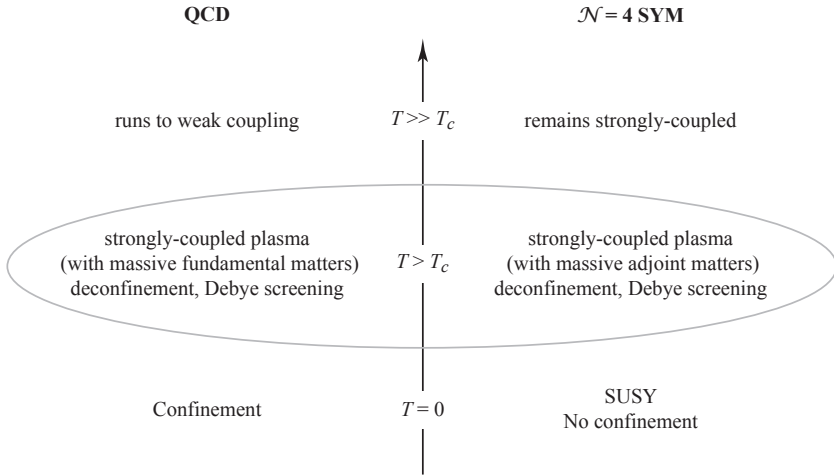 QCD
𝒩 = 4 SYM
runs to weak coupling
T >> T_c
remains strongly-coupled
strongly-coupled plasma
(with massive fundamental matters)
deconfinement, Debye screening
T > T_c
strongly-coupled plasma
(with massive adjoint matters)
deconfinement, Debye screening
Confinement
T = 0
SUSY
No confinement